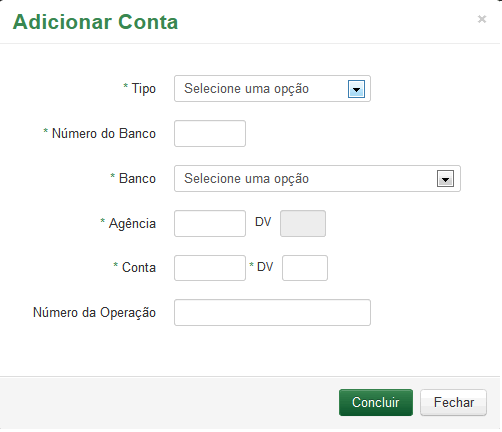 Adicionar Conta ×
* Tipo Selecione uma opção
* Número do Banco
* Banco Selecione uma opção
* Agência DV
* Conta * DV
Número da Operação
Concluir Fechar